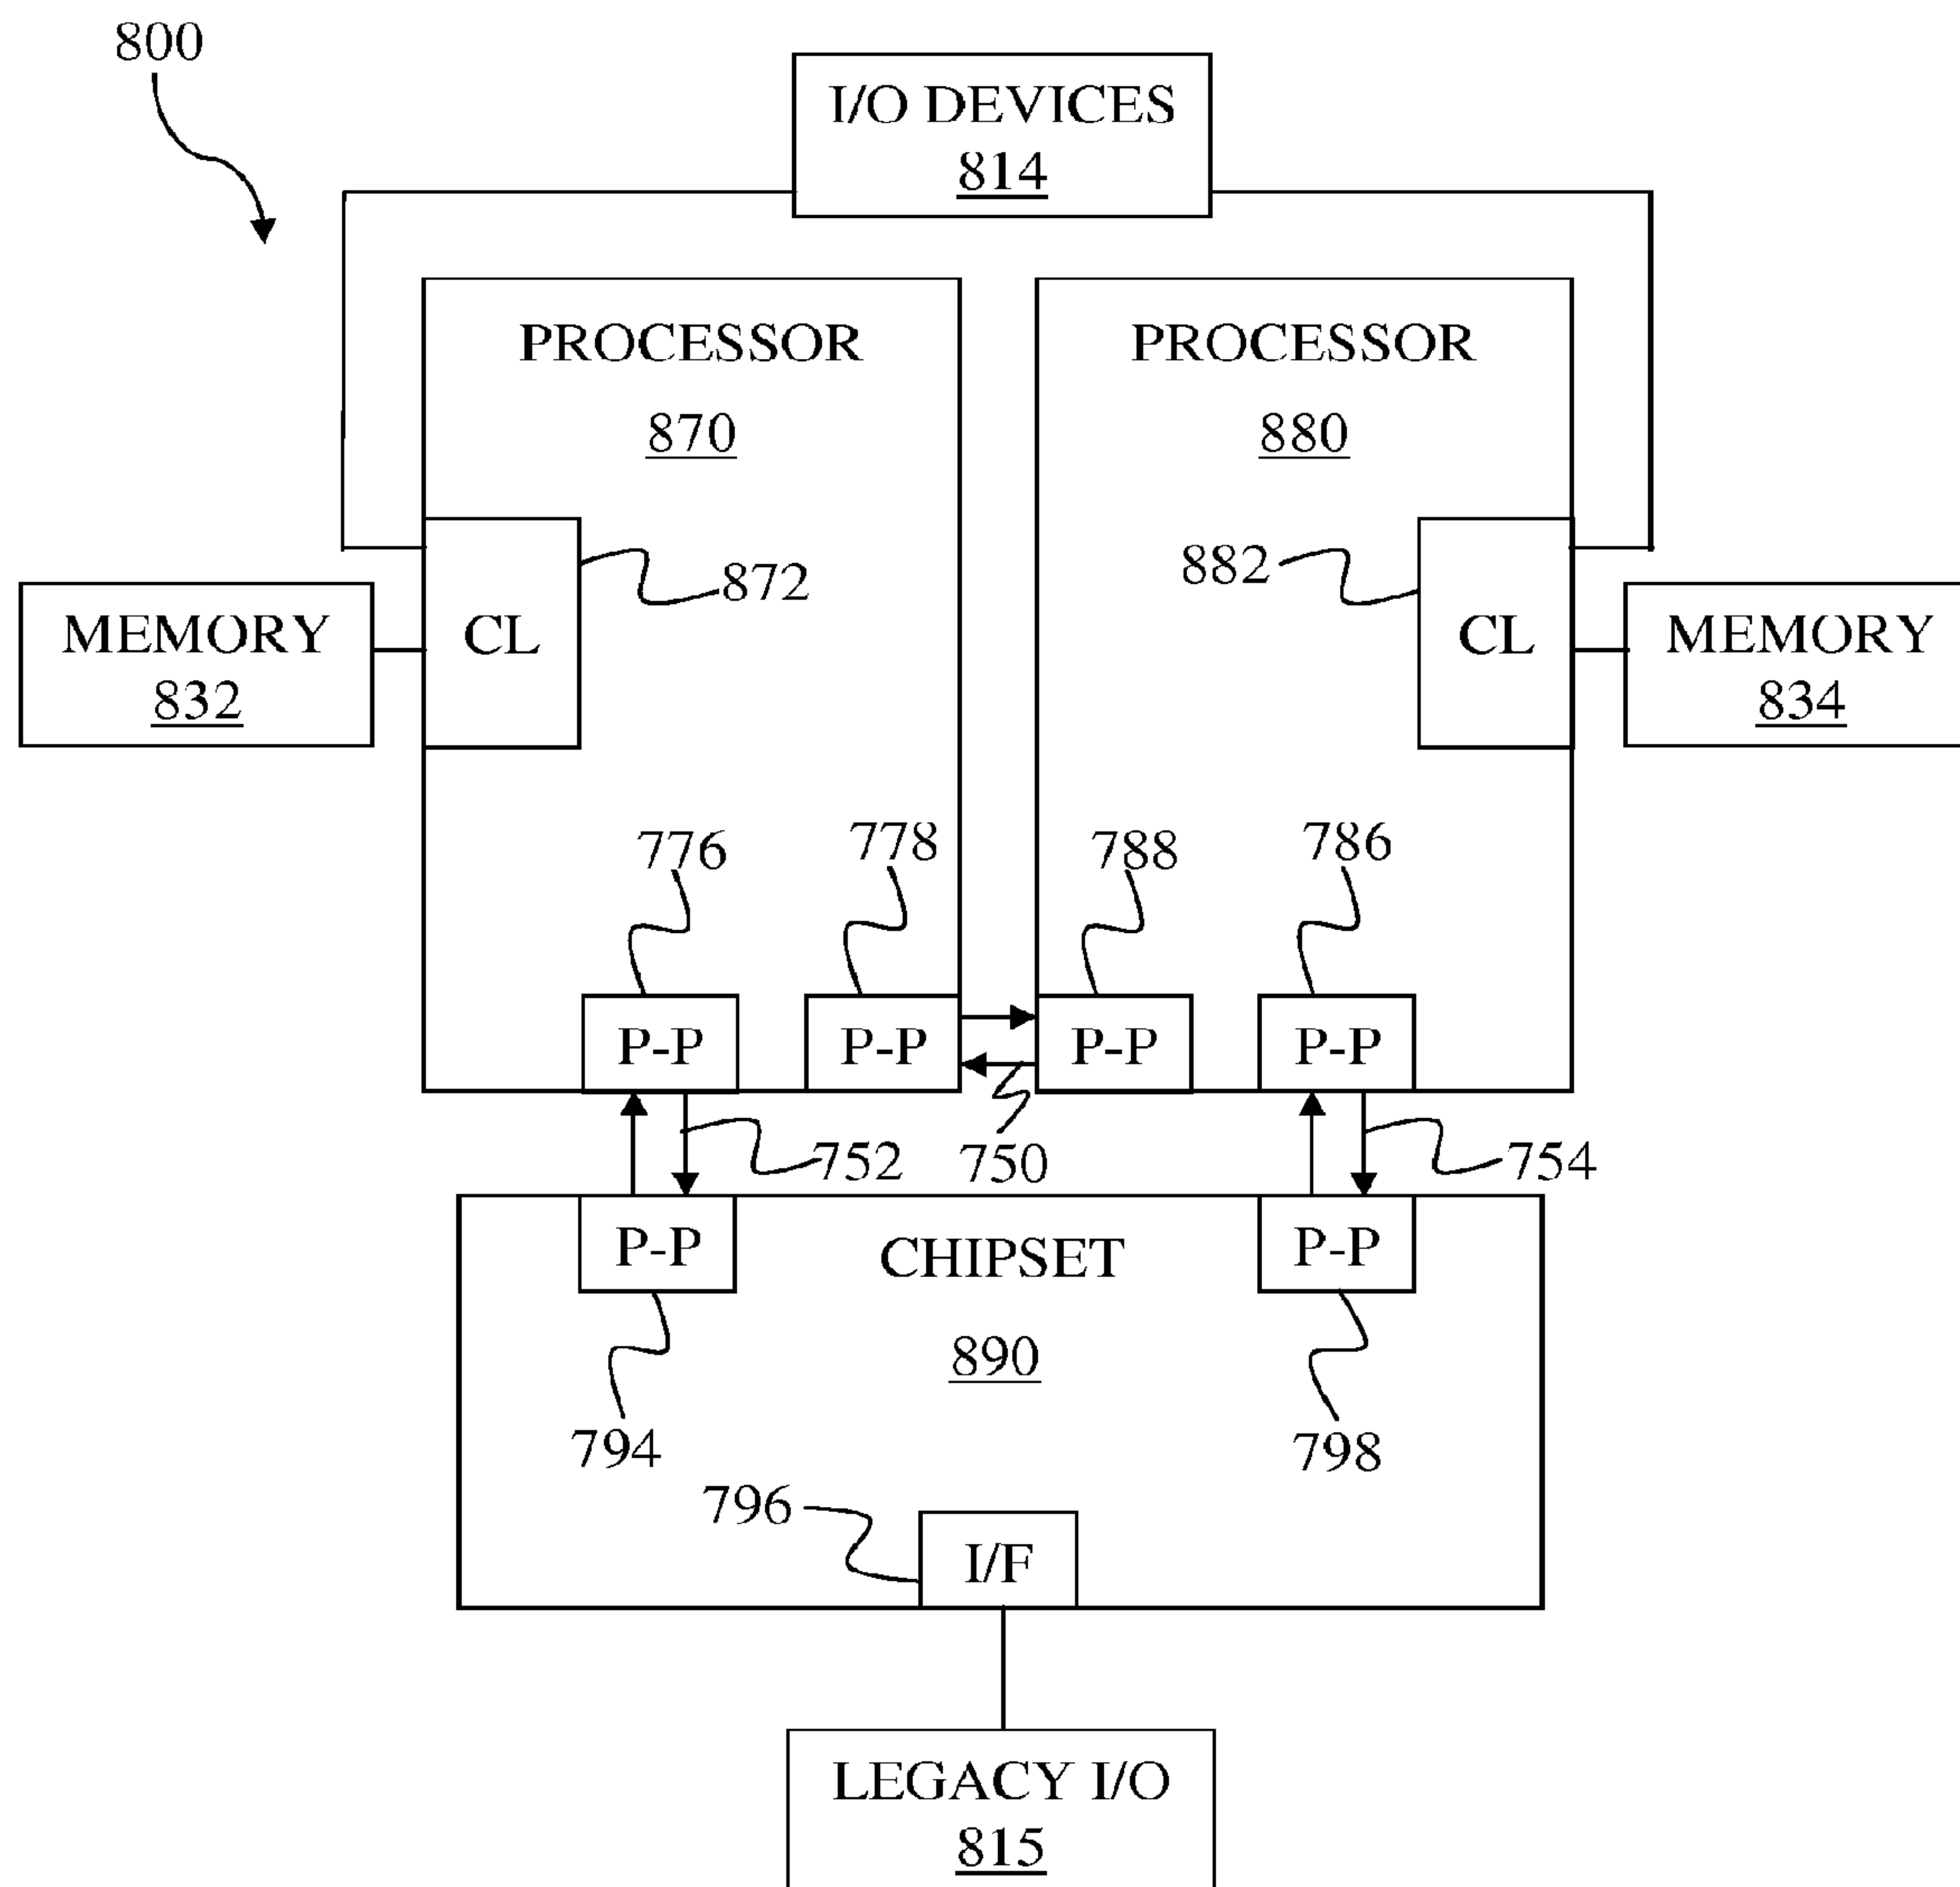 800
I/O DEVICES
814
PROCESSOR
870
PROCESSOR
880
872
882
MEMORY
832
CL
CL
MEMORY
834
776
778
788
786
P-P
P-P
P-P
P-P
752
750
754
P-P
CHIPSET
P-P
890
794
798
796
I/F
LEGACY I/O
815